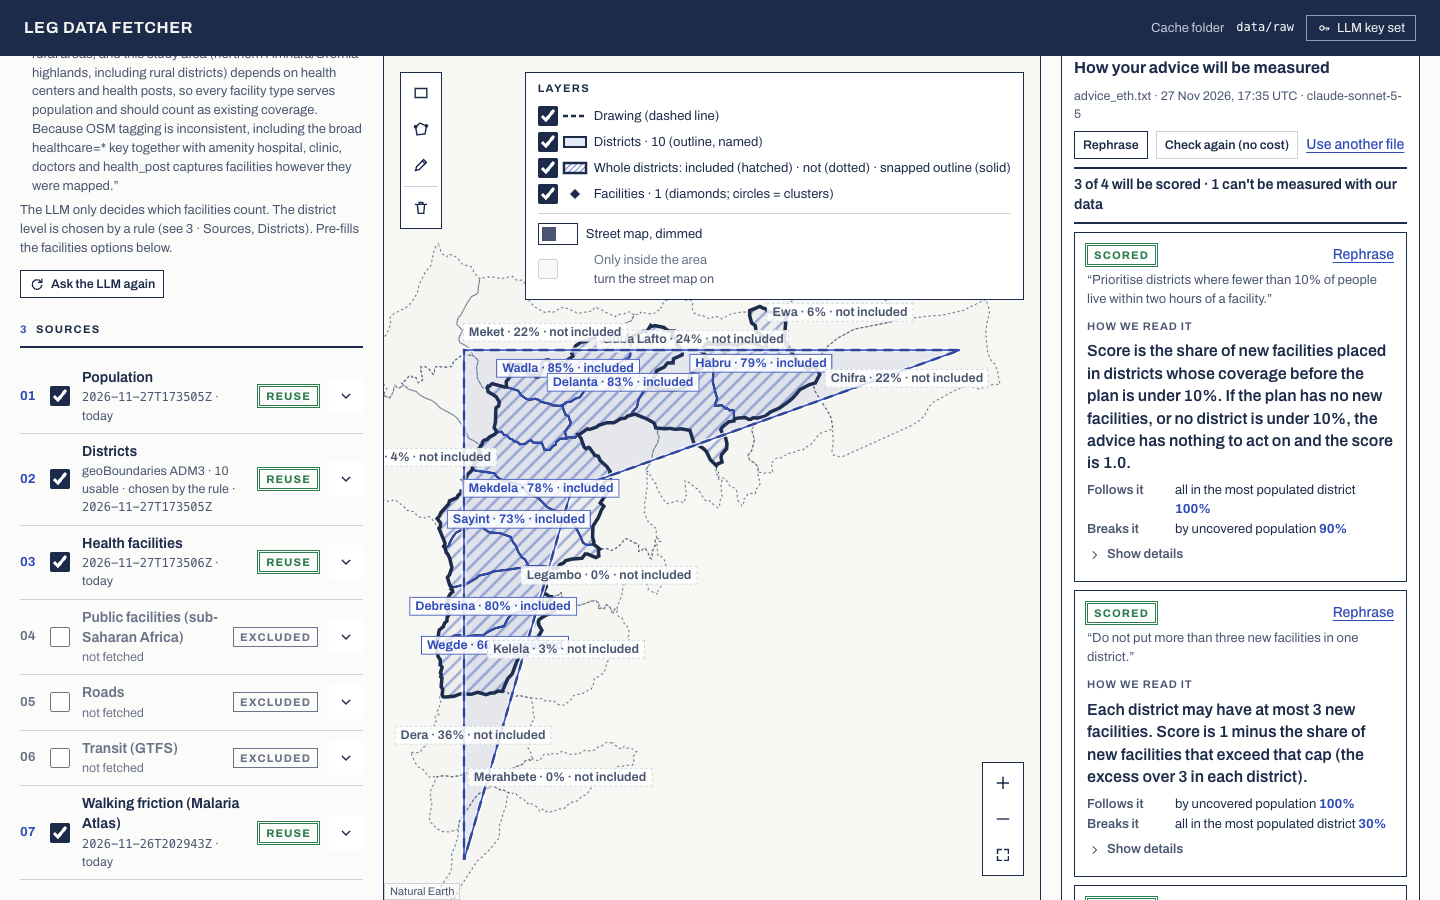 LEG DATA FETCHER
Cache folder data/raw LLM key set
highlands, including rural districts) depends on health
centers and health posts, so every facility type serves
population and should count as existing coverage.
Because OSM tagging is inconsistent, including the broad
healthcare=* key together with amenity hospital, clinic,
doctors and health_post captures facilities however they
were mapped.”
The LLM only decides which facilities count. The district
level is chosen by a rule (see 3 · Sources, Districts). Pre-fills
the facilities options below.
Ask the LLM again
3 SOURCES
01 Population
2026-11-27T173505Z ·
today
REUSE
02 Districts
geoBoundaries ADM3 · 10
usable · chosen by the rule ·
2026-11-27T173505Z
REUSE
03 Health facilities
2026-11-27T173506Z ·
today
REUSE
04 Public facilities (sub-
Saharan Africa)
not fetched
EXCLUDED
05 Roads
not fetched
EXCLUDED
06 Transit (GTFS)
not fetched
EXCLUDED
07 Walking friction (Malaria
Atlas)
2026-11-26T202943Z ·
today
REUSE
LAYERS
Drawing (dashed line)
Districts · 10 (outline, named)
Whole districts: included (hatched) · not (dotted) · snapped outline (solid)
Facilities · 1 (diamonds; circles = clusters)
Street map, dimmed
Only inside the area
turn the street map on
Ewa · 6% · not included
Meket · 22% · not included
Lafto · 24% · not included
Wadla · 85% · included
Habru · 79% · included
Delanta · 83% · included
Chifra · 22% · not included
· 4% · not included
Mekdela · 78% · included
Sayint · 73% · included
Legambo · 0% · not included
Debresina · 80% · included
Wegde ·
Kelela · 3% · not included
Dera · 36% · not included
Merahbete · 0% · not included
Natural Earth
How your advice will be measured
advice_eth.txt · 27 Nov 2026, 17:35 UTC · claude-sonnet-5-
5
Rephrase Check again (no cost) Use another file
3 of 4 will be scored · 1 can't be measured with our
data
SCORED Rephrase
“Prioritise districts where fewer than 10% of people
live within two hours of a facility.”
HOW WE READ IT
Score is the share of new facilities placed
in districts whose coverage before the
plan is under 10%. If the plan has no new
facilities, or no district is under 10%, the
advice has nothing to act on and the score
is 1.0.
Follows it all in the most populated district
100%
Breaks it by uncovered population 90%
Show details
SCORED Rephrase
“Do not put more than three new facilities in one
district.”
HOW WE READ IT
Each district may have at most 3 new
facilities. Score is 1 minus the share of
new facilities that exceed that cap (the
excess over 3 in each district).
Follows it by uncovered population 100%
Breaks it all in the most populated district 30%
Show details